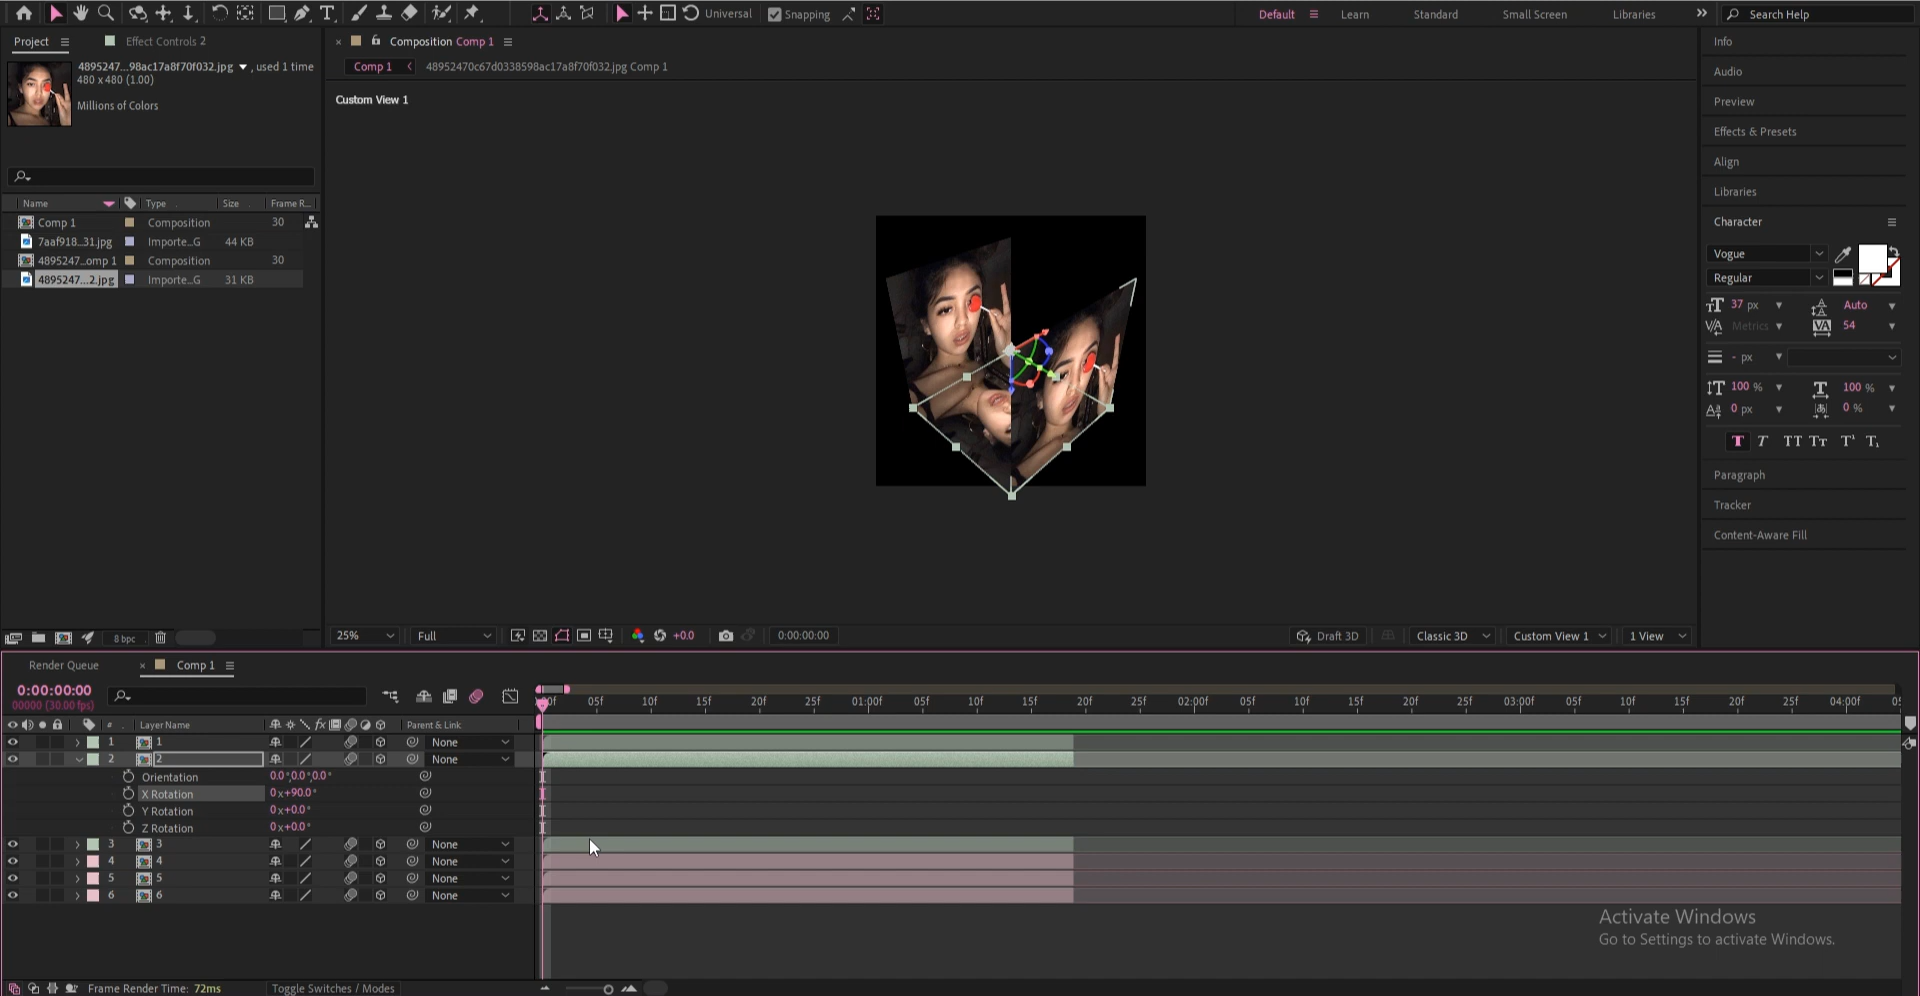 Universal Snapping Default Learn Standard Small Screen Libraries Search Help
Project Effect Controls 2 Composition Comp 1 Info
4895247...98ac17a8f70f032.jpg , used 1 time Comp 1 48952470c67d0338598ac17a8f70f032.jpg Comp 1
480 x 480 (1.00) Audio
Millions of Colors Custom View 1 Preview
Effects & Presets
Align
Libraries
Name Type Size Frame R...
Comp 1 Composition 30 Character
7aaf918...31.jpg Importe...G 44 KB
4895247...omp 1 Composition 30 Vogue
4895247...2.jpg Importe...G 31 KB Regular
37 px Auto
Metrics 54
- px
100 % 100 %
0 px 0 %
T T TT Tt T¹ T₁
Paragraph
Tracker
Content-Aware Fill
8 bpc 25% Full +0.0 0:00:00:00 Draft 3D Classic 3D Custom View 1 1 View
Render Queue Comp 1
0:00:00:00
00000 (30.00 fps) 05f 10f 15f 20f 25f 01:00f 05f 10f 15f 20f 25f 02:00f 05f 10f 15f 20f 25f 03:00f 05f 10f 15f 20f 25f 04:00f
# Layer Name fx Parent & Link
1 1 None
2 2 None
Orientation 0.0°,0.0°,0.0°
X Rotation 0x+90.0°
Y Rotation 0x+0.0°
Z Rotation 0x+0.0°
3 3 None
4 4 None
5 5 None
6 6 None
Activate Windows
Go to Settings to activate Windows.
Frame Render Time: 72ms Toggle Switches / Modes